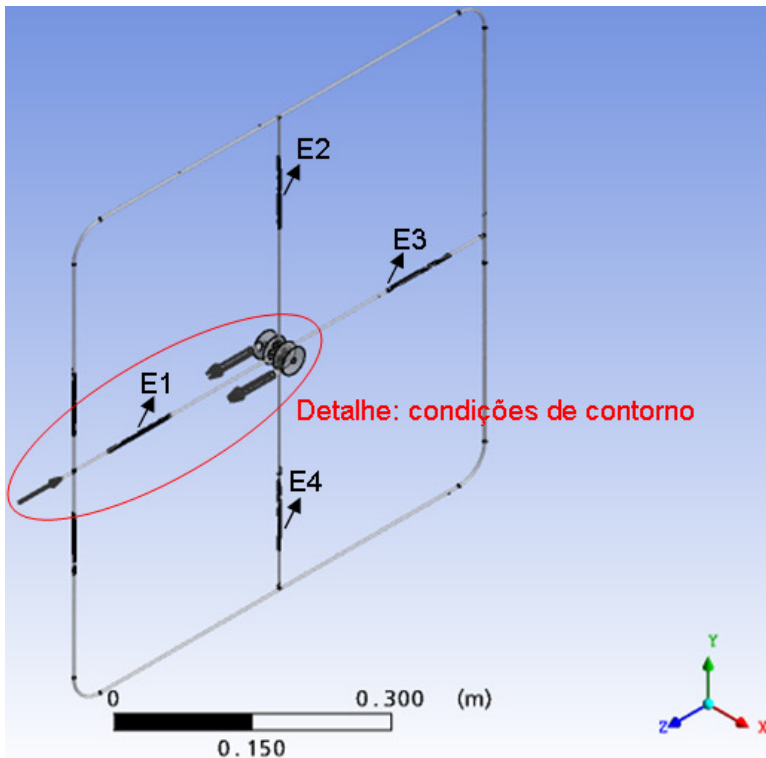 E2
E3
E1
Detalhe: condições de contorno
E4
0 0.300 (m)
0.150
Y
Z X